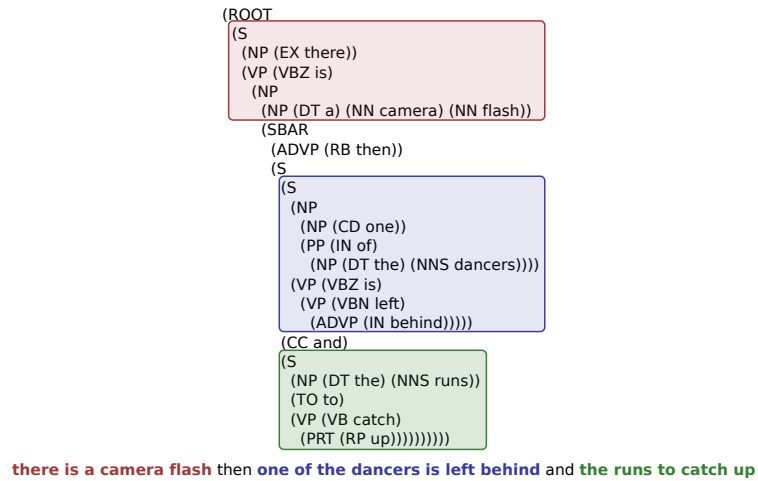 (ROOT
(S
(NP (EX there))
(VP (VBZ is)
(NP
(NP (DT a) (NN camera) (NN flash))
(SBAR
(ADVP (RB then))
(S
(S
(NP
(NP (CD one))
(PP (IN of)
(NP (DT the) (NNS dancers))))
(VP (VBZ is)
(VP (VBN left)
(ADVP (IN behind)))))
(CC and)
(S
(NP (DT the) (NNS runs))
(TO to)
(VP (VB catch)
(PRT (RP up))))))))))
there is a camera flash then one of the dancers is left behind and the runs to catch up